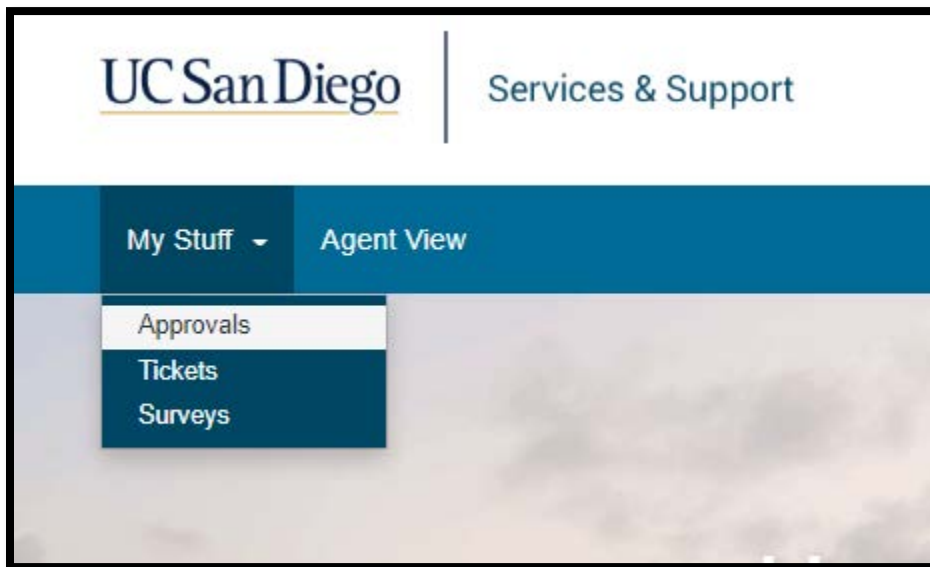 UC San Diego
Services & Support
My Stuff
Agent View
Approvals
Tickets
Surveys